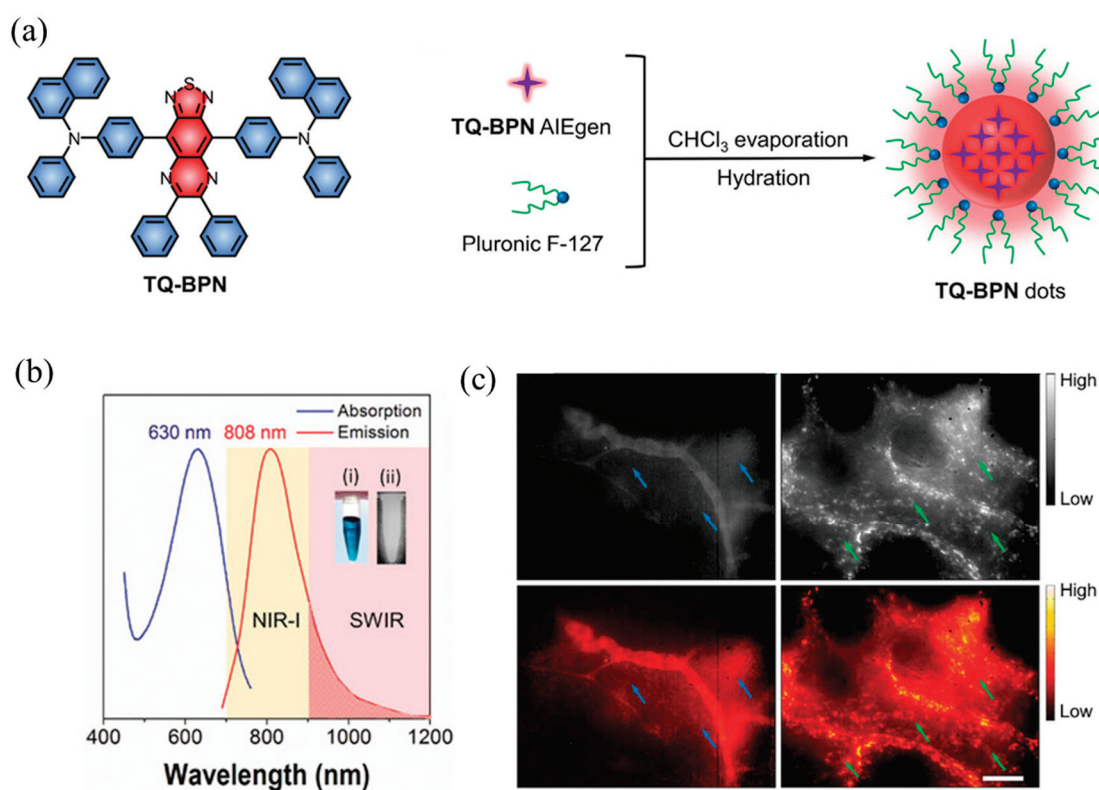 (a)
S
N N
N
N
N N
TQ-BPN
TQ-BPN AIEgen
Pluronic F-127
CHCl₃ evaporation
Hydration
TQ-BPN dots
(b)
Absorption
Emission
630 nm 808 nm
(i) (ii)
NIR-I SWIR
400 600 800 1000 1200
Wavelength (nm)
(c)
High
Low
High
Low